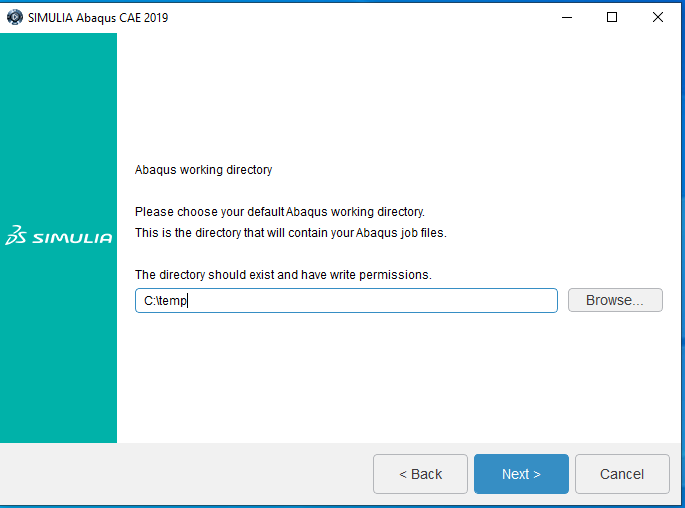 SIMULIA Abaqus CAE 2019
Abaqus working directory
Please choose your default Abaqus working directory.
This is the directory that will contain your Abaqus job files.
SIMULIA
The directory should exist and have write permissions.
C:\temp
Browse...
< Back
Next >
Cancel